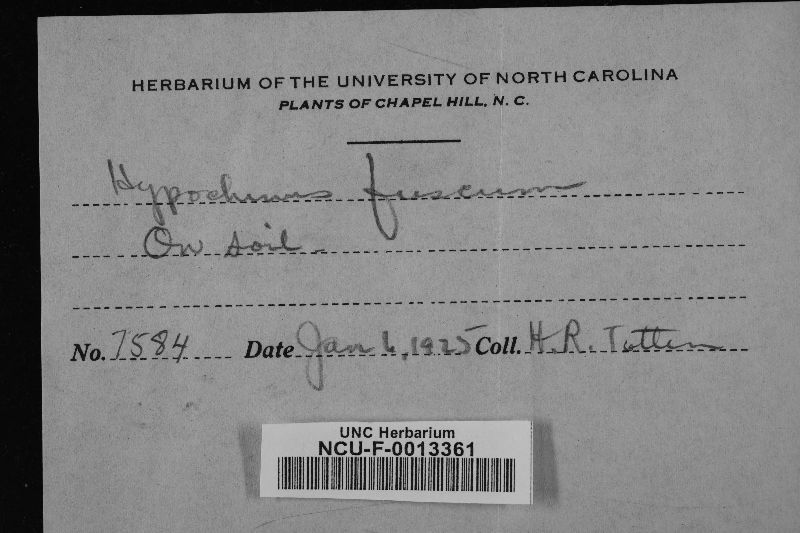 HERBARIUM OF THE UNIVERSITY OF NORTH CAROLINA
PLANTS OF CHAPEL HILL, N. C.
Hypochnus fuscum
On soil
No. 7584 Date Jan 6, 1925 Coll. H. R. Totten
UNC Herbarium
NCU-F-0013361